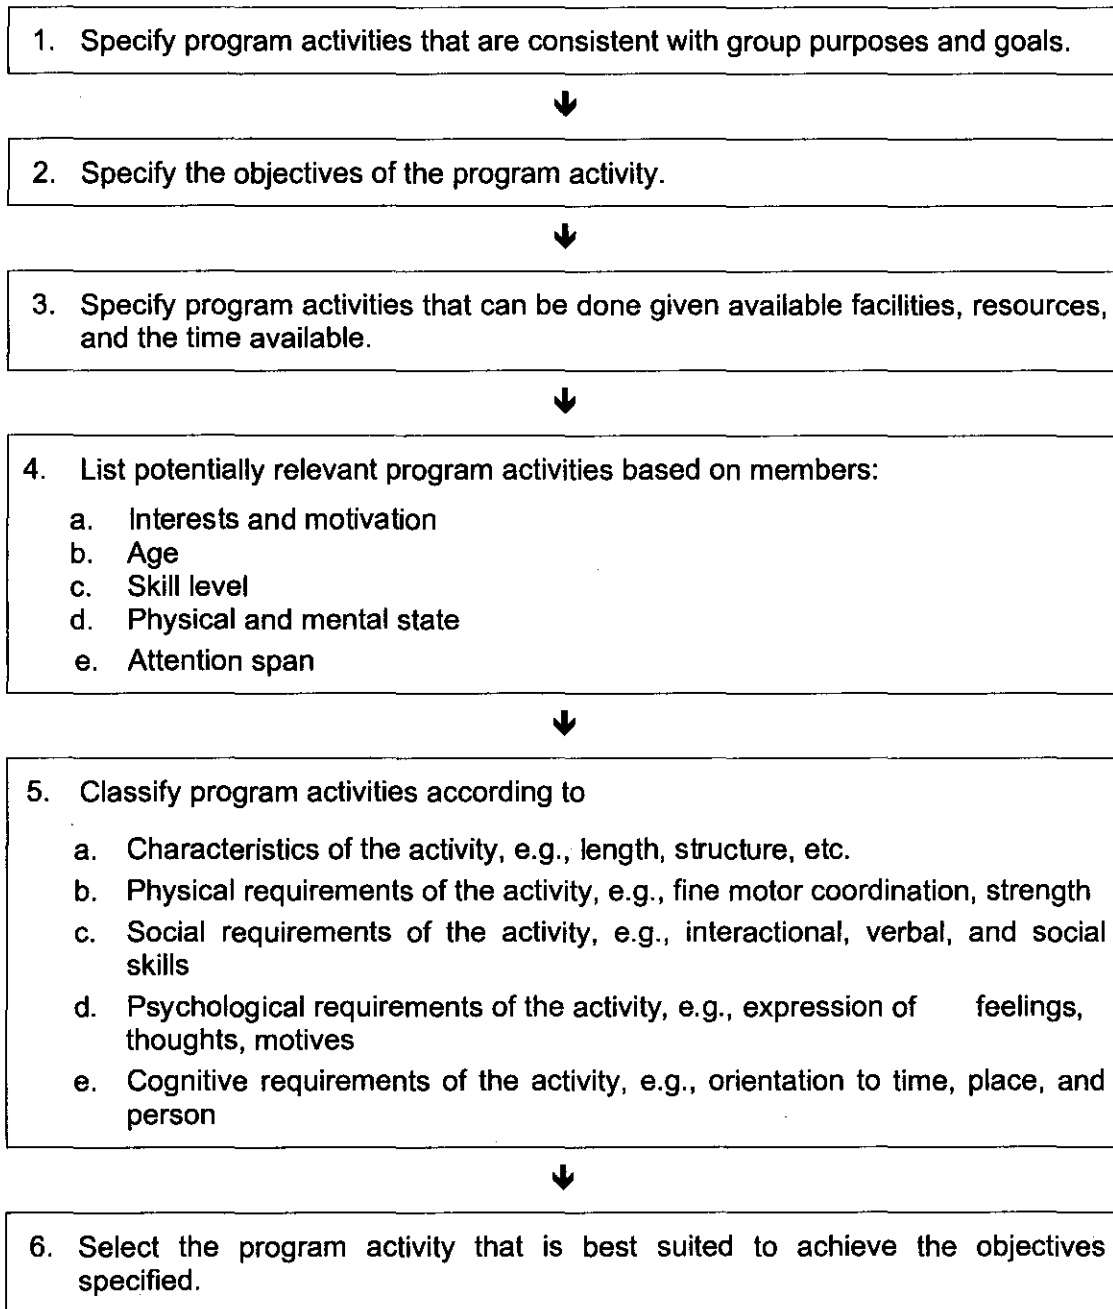 1. Specify program activities that are consistent with group purposes and goals.
2. Specify the objectives of the program activity.
3. Specify program activities that can be done given available facilities, resources,
and the time available.
4. List potentially relevant program activities based on members:
a. Interests and motivation
b. Age
c. Skill level
d. Physical and mental state
e. Attention span
5. Classify program activities according to
a. Characteristics of the activity, e.g., length, structure, etc.
b. Physical requirements of the activity, e.g., fine motor coordination, strength
c. Social requirements of the activity, e.g., interactional, verbal, and social
skills
d. Psychological requirements of the activity, e.g., expression of feelings,
thoughts, motives
e. Cognitive requirements of the activity, e.g., orientation to time, place, and
person
6. Select the program activity that is best suited to achieve the objectives
specified.